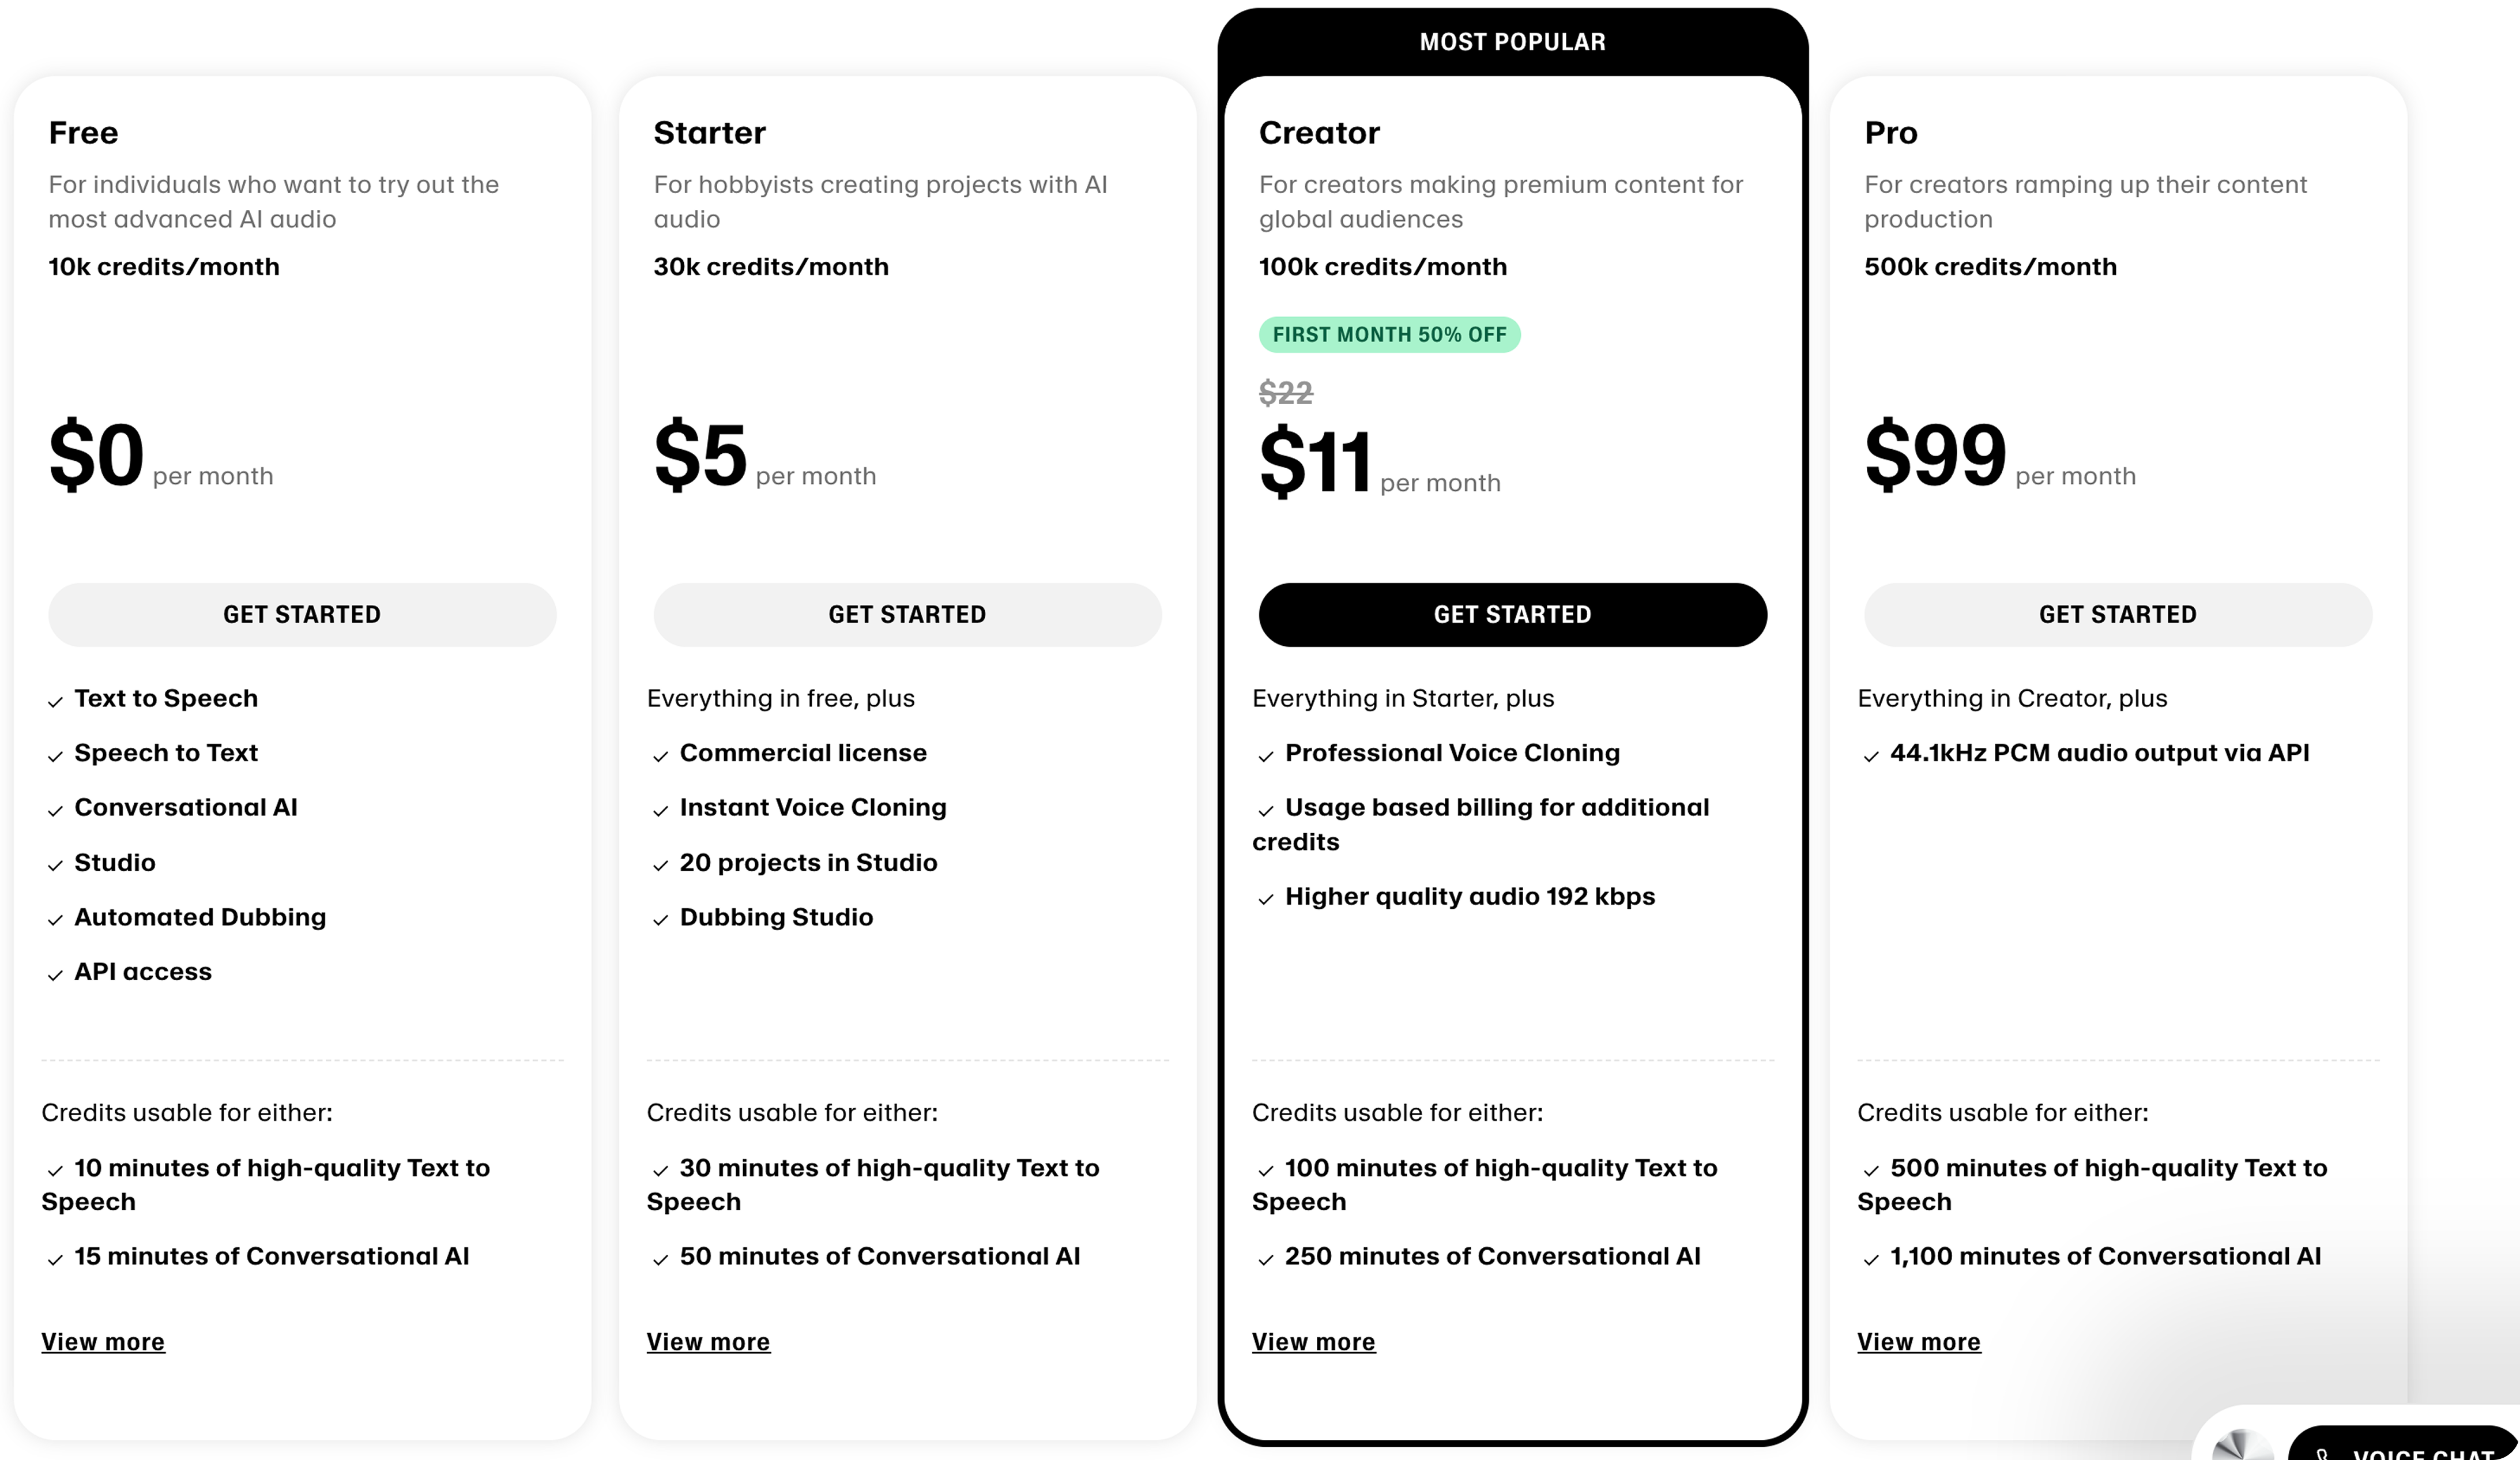 MOST POPULAR
Free
For individuals who want to try out the
most advanced AI audio
10k credits/month
$0 per month
GET STARTED
Text to Speech
Speech to Text
Conversational AI
Studio
Automated Dubbing
API access
Credits usable for either:
10 minutes of high-quality Text to
Speech
15 minutes of Conversational AI
View more
Starter
For hobbyists creating projects with AI
audio
30k credits/month
$5 per month
GET STARTED
Everything in free, plus
Commercial license
Instant Voice Cloning
20 projects in Studio
Dubbing Studio
Credits usable for either:
30 minutes of high-quality Text to
Speech
50 minutes of Conversational AI
View more
Creator
For creators making premium content for
global audiences
100k credits/month
FIRST MONTH 50% OFF
$22
$11 per month
GET STARTED
Everything in Starter, plus
Professional Voice Cloning
Usage based billing for additional
credits
Higher quality audio 192 kbps
Credits usable for either:
100 minutes of high-quality Text to
Speech
250 minutes of Conversational AI
View more
Pro
For creators ramping up their content
production
500k credits/month
$99 per month
GET STARTED
Everything in Creator, plus
44.1kHz PCM audio output via API
Credits usable for either:
500 minutes of high-quality Text to
Speech
1,100 minutes of Conversational AI
View more
VOICE CHAT